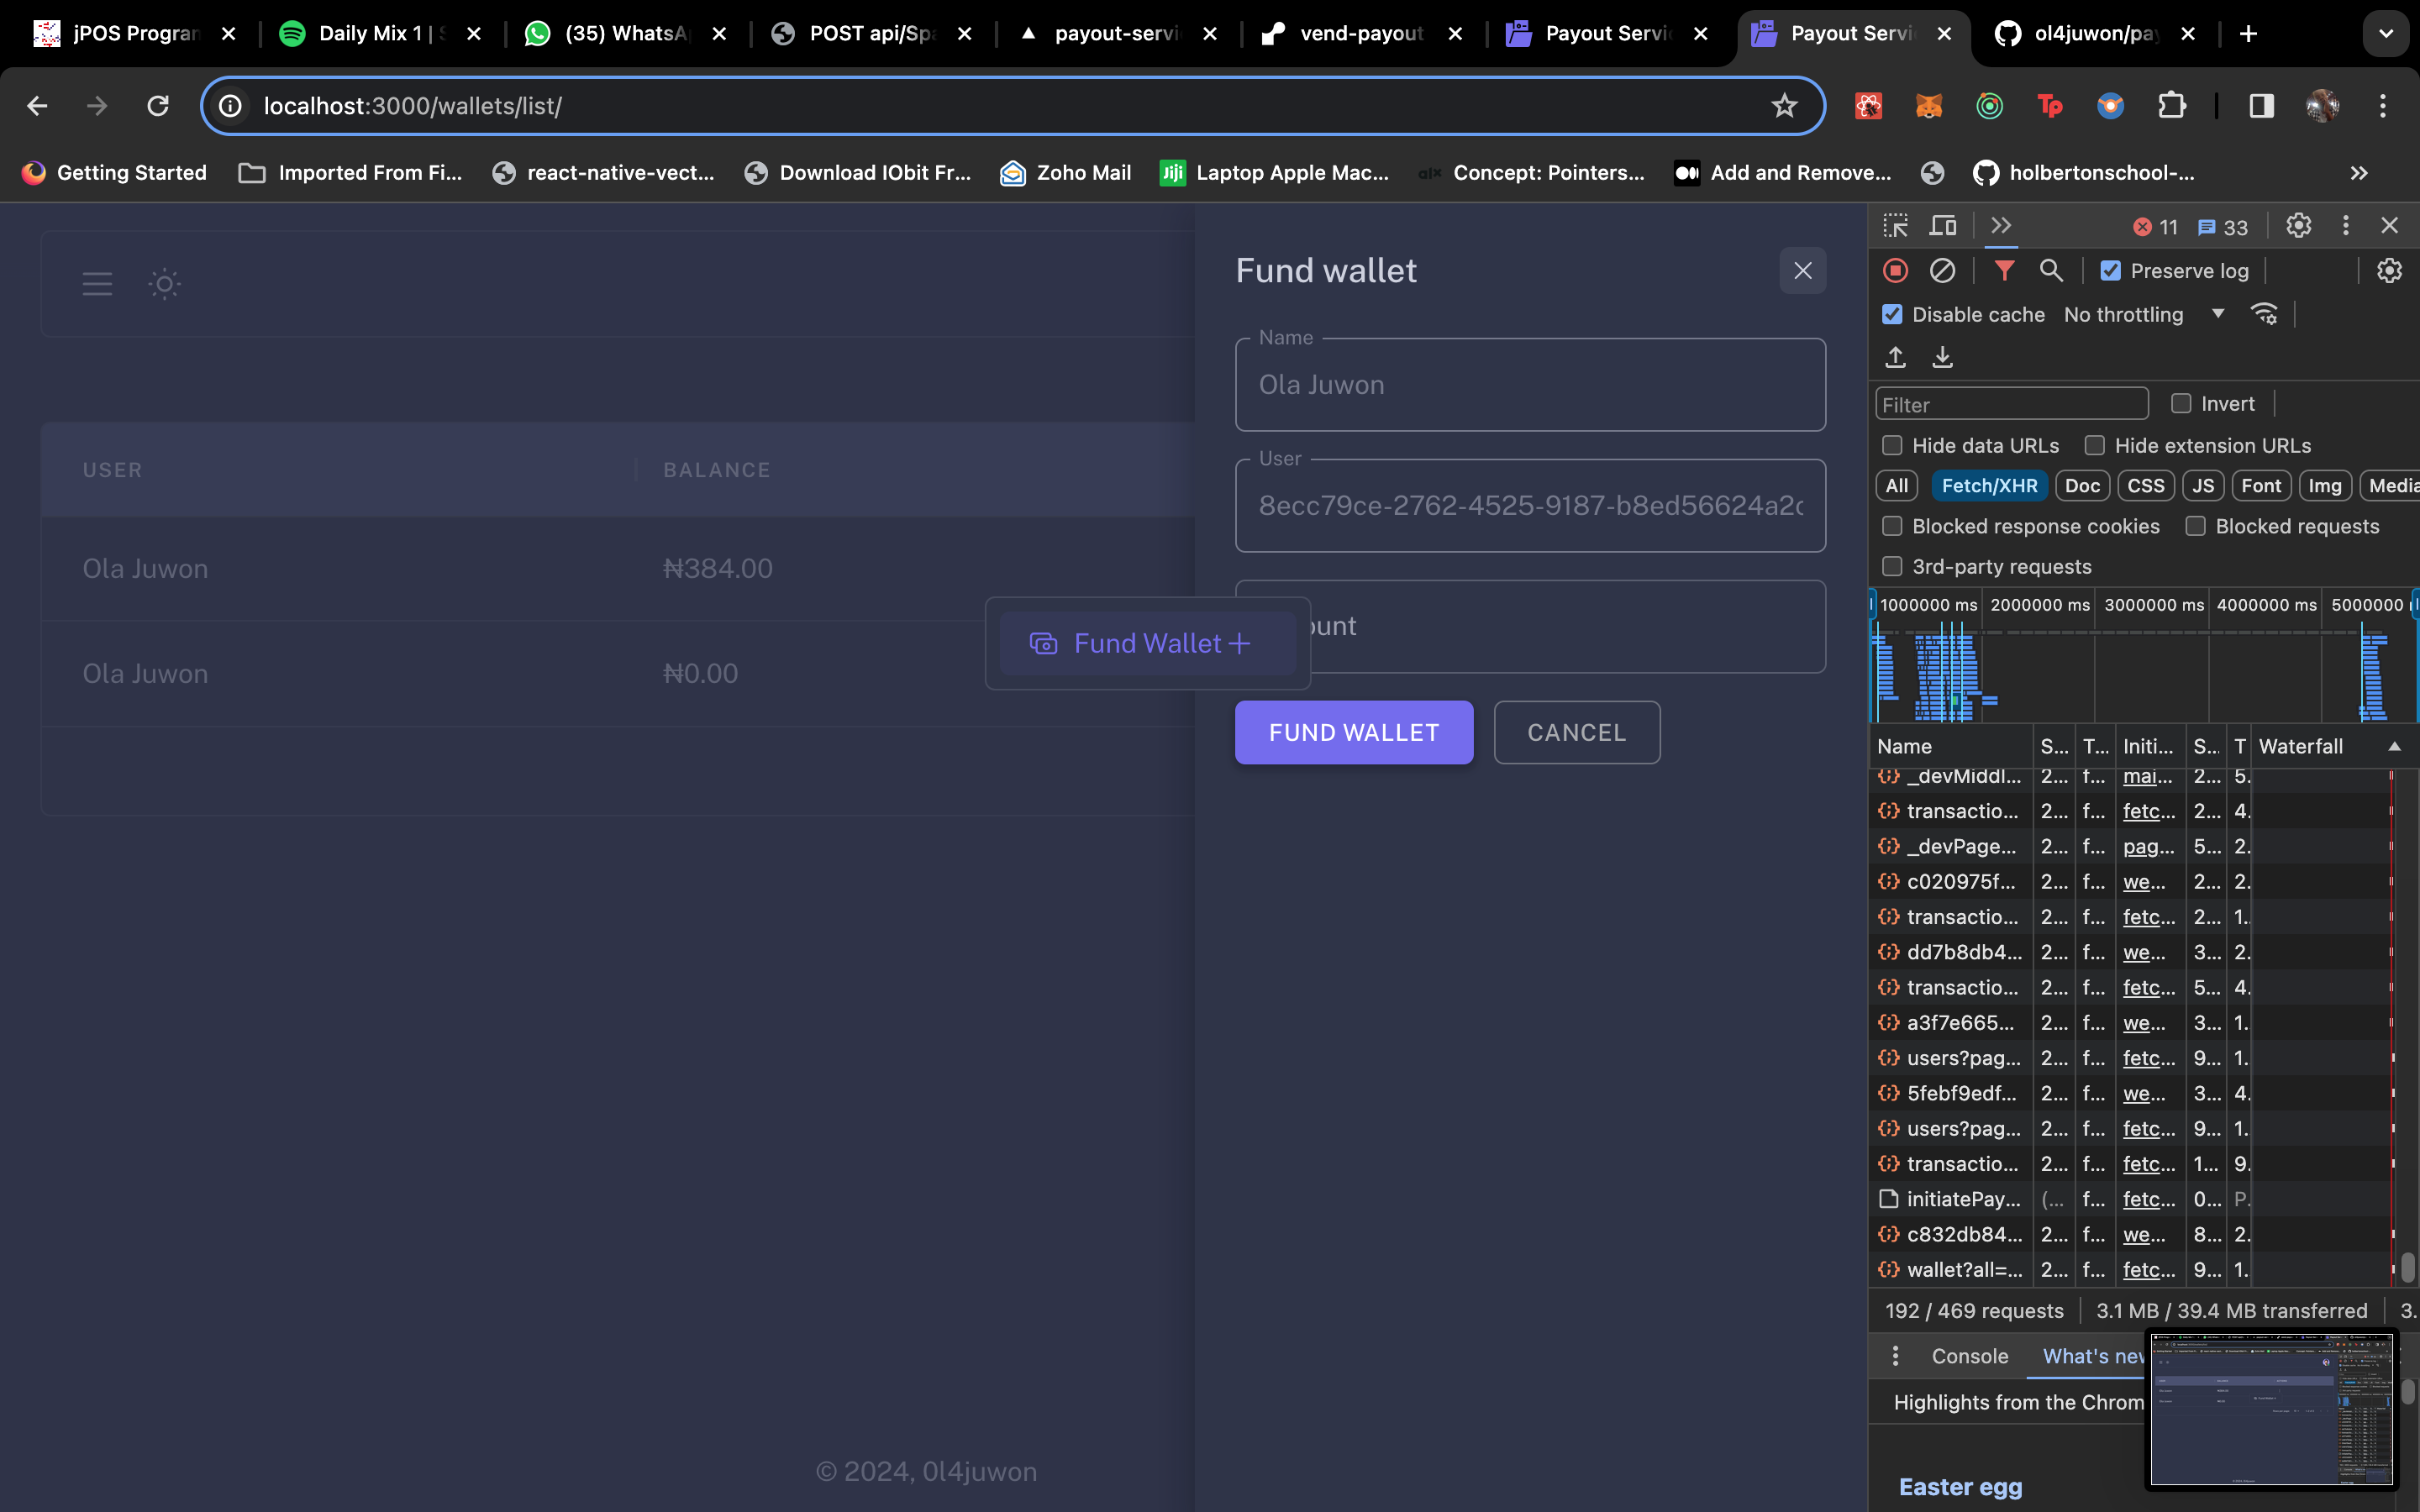 jPOS Progran
Daily Mix 1 | S
(35) WhatsA
POST api/Spa
payout-servi
vend-payout
Payout Servi
Payout Servi
ol4juwon/pay
localhost:3000/wallets/list/
Getting Started
Imported From Fi...
react-native-vect...
Download IObit Fr...
Zoho Mail
Jiji
Laptop Apple Mac...
alx
Concept: Pointers...
Add and Remove...
holbertonschool-...
Tp
USER
BALANCE
Ola Juwon
₦384.00
Ola Juwon
₦0.00
Fund Wallet
© 2024, 0l4juwon
Fund wallet
Name
Ola Juwon
User
8ecc79ce-2762-4525-9187-b8ed56624a2c
ount
FUND WALLET
CANCEL
11
33
Preserve log
Disable cache
No throttling
Filter
Invert
Hide data URLs
Hide extension URLs
All
Fetch/XHR
Doc
CSS
JS
Font
Img
Media
Blocked response cookies
Blocked requests
3rd-party requests
1000000 ms
2000000 ms
3000000 ms
4000000 ms
5000000
Name S... T... Initi... S... T Waterfall
_devMiddl... 2... f... mai... 2... 5.
transactio... 2... f... fetc... 2... 4.
_devPage... 2... f... pag... 5... 2.
c020975f... 2... f... we... 2... 2.
transactio... 2... f... fetc... 2... 1.
dd7b8db4... 2... f... we... 3... 2.
transactio... 2... f... fetc... 5... 4.
a3f7e665... 2... f... we... 3... 1.
users?pag... 2... f... fetc... 9... 1.
5febf9edf... 2... f... we... 3... 4.
users?pag... 2... f... fetc... 9... 1.
transactio... 2... f... fetc... 1... 9.
initiatePay... (... f... fetc... 0... P.
c832db84... 2... f... we... 8... 2.
wallet?all=... 2... f... fetc... 9... 1.
192 / 469 requests
3.1 MB / 39.4 MB transferred
3.
Console
What's new
Highlights from the Chrom
Easter egg